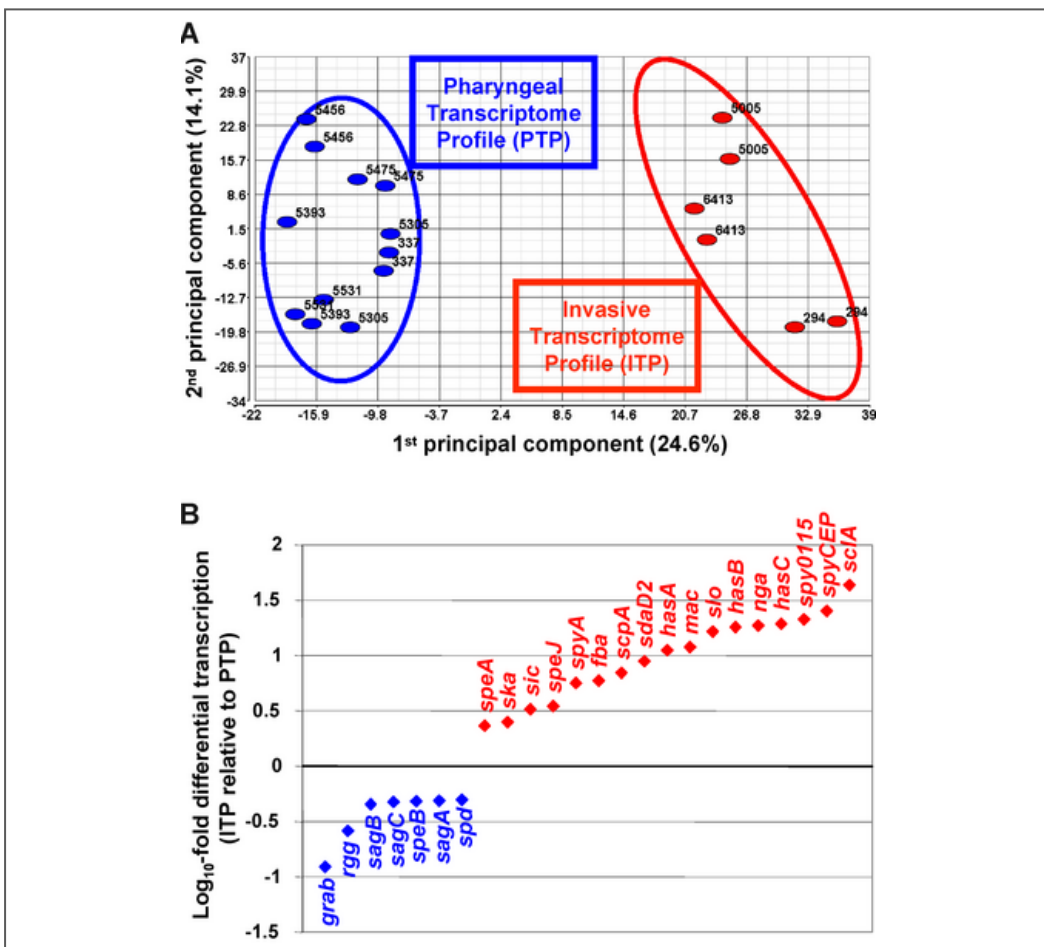 A
Pharyngeal
Transcriptome
Profile (PTP)
Invasive
Transcriptome
Profile (ITP)
2nd principal component (14.1%)
37
29.9
22.8
15.7
8.6
1.5
-5.6
-12.7
-19.8
-26.9
-34
5456
5456
5475
5475
5393
5305
337
337
5531
5531
5393
5305
5005
5005
6413
6413
294
294
-22 -15.9 -9.8 -3.7 2.4 8.5 14.6 20.7 26.8 32.9 39
1st principal component (24.6%)
B
Log10-fold differential transcription
(ITP relative to PTP)
2
1.5
1
0.5
0
-0.5
-1
-1.5
grab
rgg
sagB
sagC
speB
sagA
spd
speA
ska
sic
speJ
spyA
fba
scpA
sdaD2
hasA
mac
slo
hasB
nga
hasC
spy0115
spyCEP
sclA